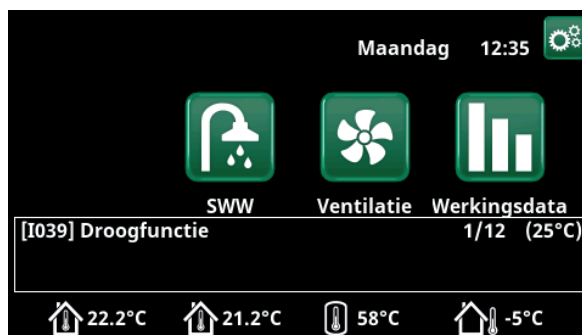 Maandag 12:35
SWW Ventilatie Werkingsdata
[I039] Droogfunctie 1/12 (25°C)
22.2°C 21.2°C 58°C -5°C